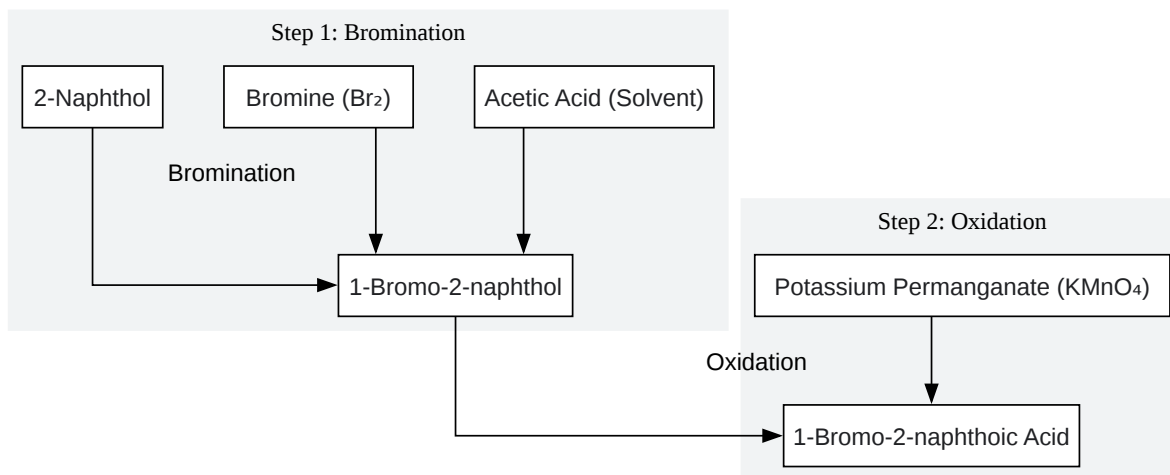 Step 1: Bromination
2-Naphthol
Bromine (Br₂)
Acetic Acid (Solvent)
Bromination
1-Bromo-2-naphthol
Step 2: Oxidation
Potassium Permanganate (KMnO₄)
Oxidation
1-Bromo-2-naphthoic Acid